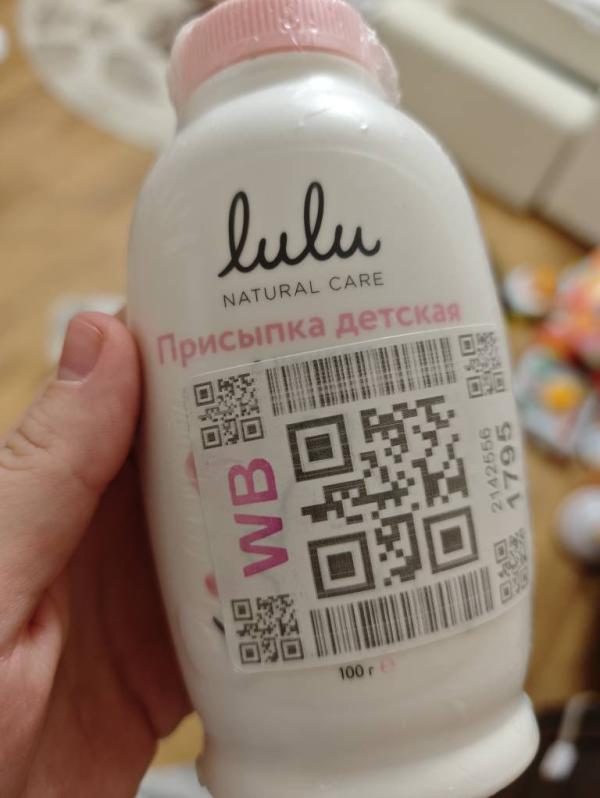 lulu
NATURAL CARE
Присыпка детская
WB
2142556
1795
100 г ℮